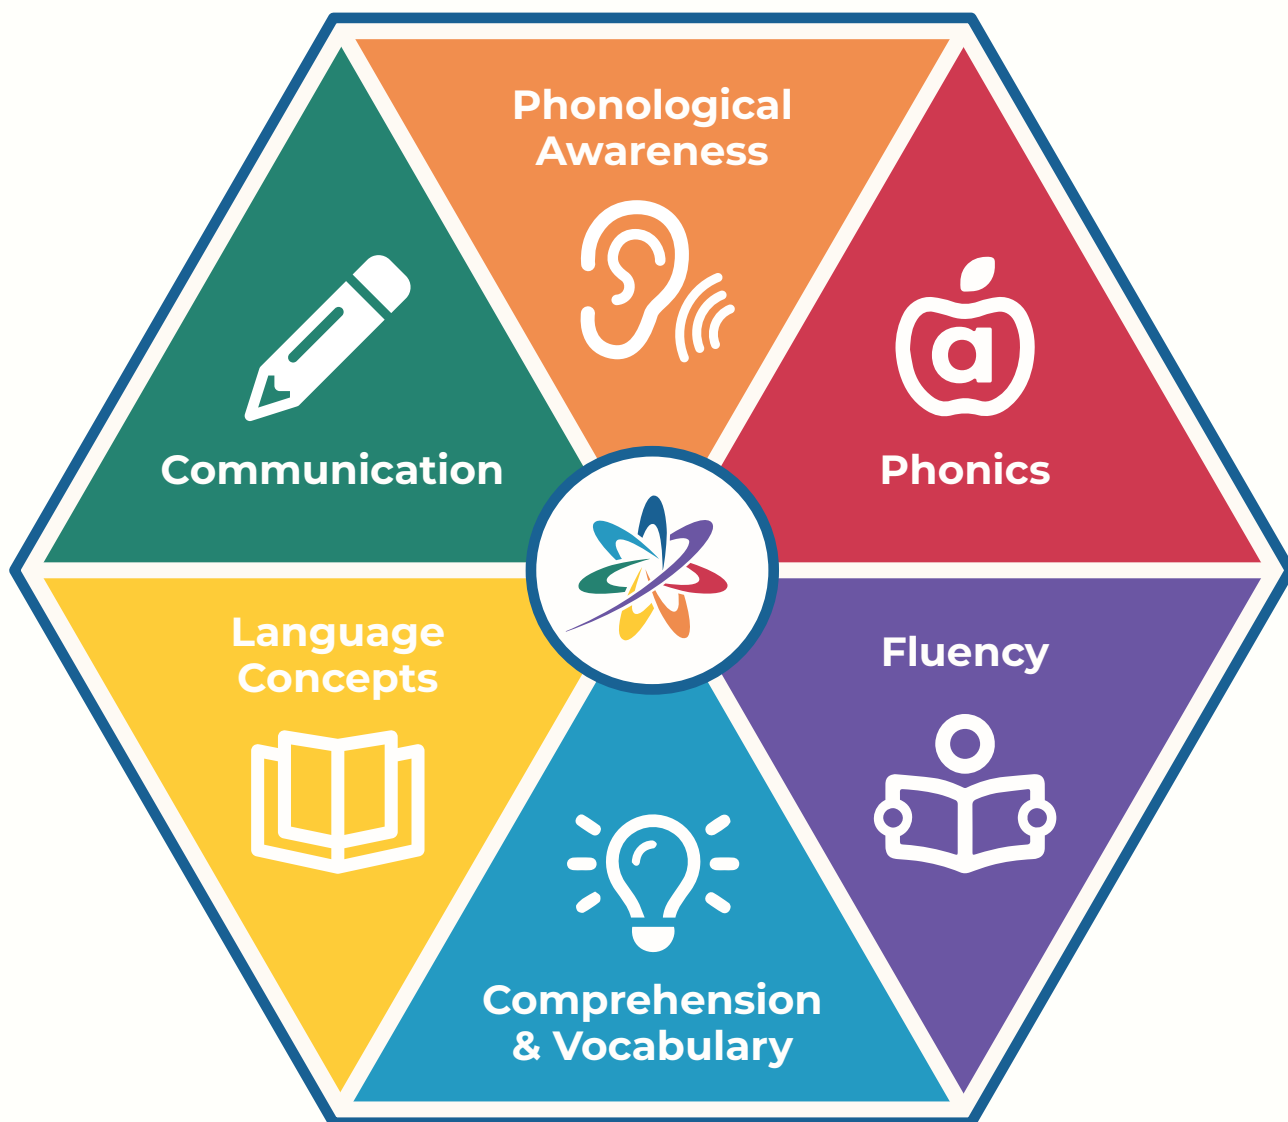 Phonological
Awareness
a
Communication
Phonics
Language
Concepts
Fluency
Comprehension
& Vocabulary